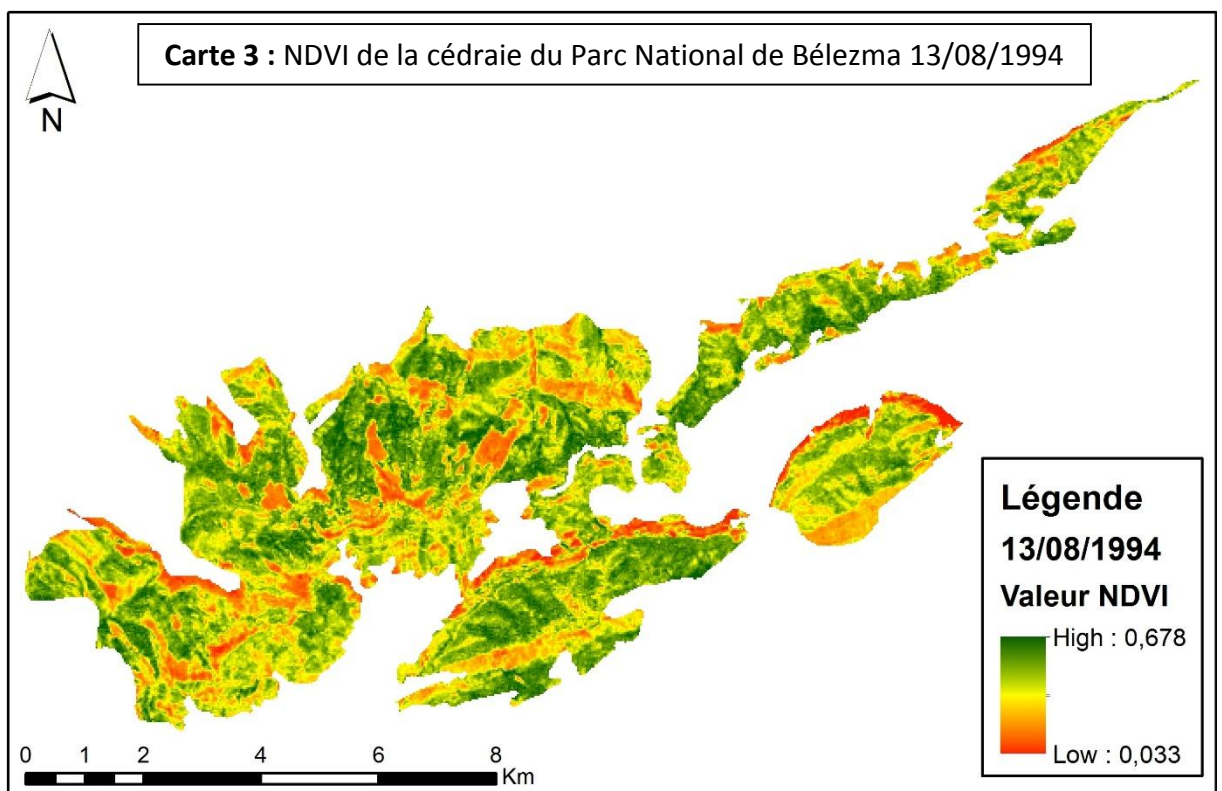 Carte 3 : NDVI de la cédraie du Parc National de Bélezma 13/08/1994
N
Légende
13/08/1994
Valeur NDVI
High : 0,678
Low : 0,033
0 1 2 4 6 8
Km